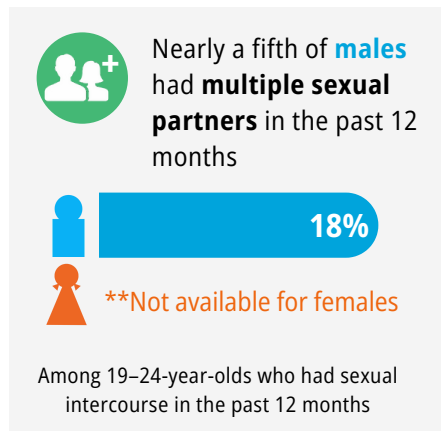 Nearly a fifth of males
had multiple sexual
partners in the past 12
months
18%
**Not available for females
Among 19–24-year-olds who had sexual
intercourse in the past 12 months